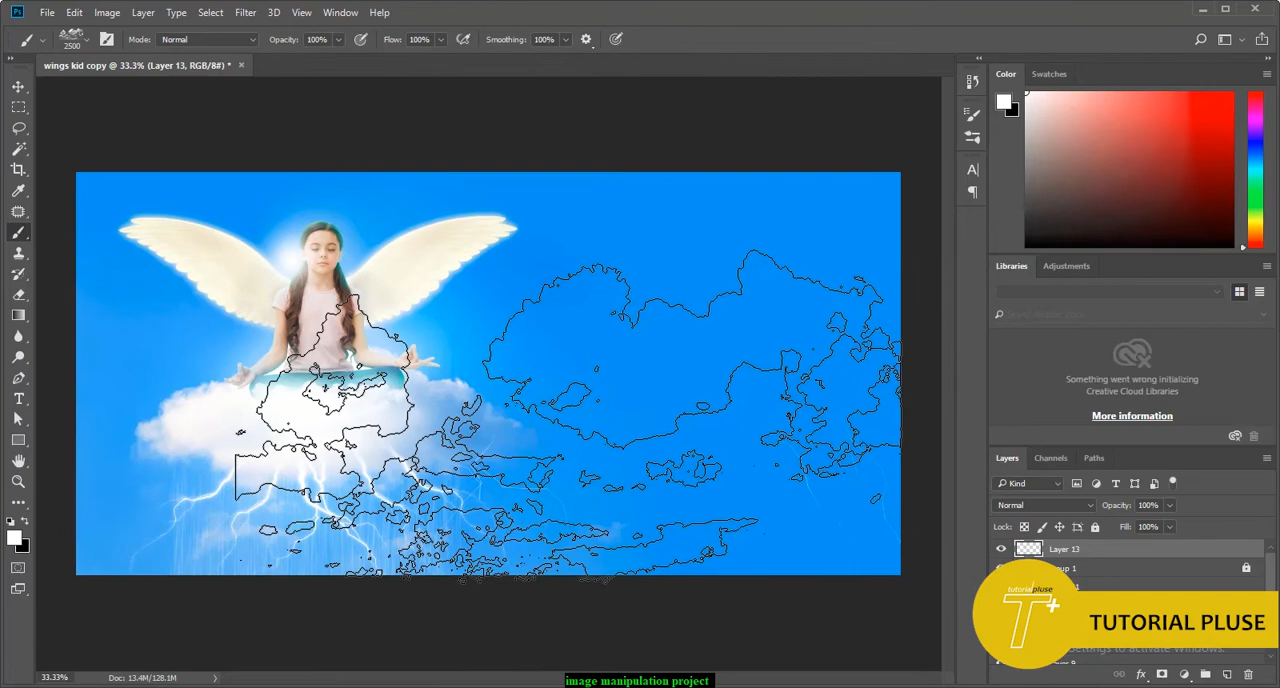 Ps File Edit Image Layer Type Select Filter 3D View Window Help
2500 Mode: Normal Opacity: 100% Flow: 100% Smoothing: 100%
wings kid copy @ 33.3% (Layer 13, RGB/8#) * ×
Color Swatches
Libraries Adjustments
Something went wrong initializing
Creative Cloud Libraries
More information
Layers Channels Paths
Kind
Normal Opacity: 100%
Lock: Fill: 100%
Layer 13
tutorialpluse
T+
TUTORIAL PLUSE
33.33% Doc: 13.4M/128.1M
image manipulation project